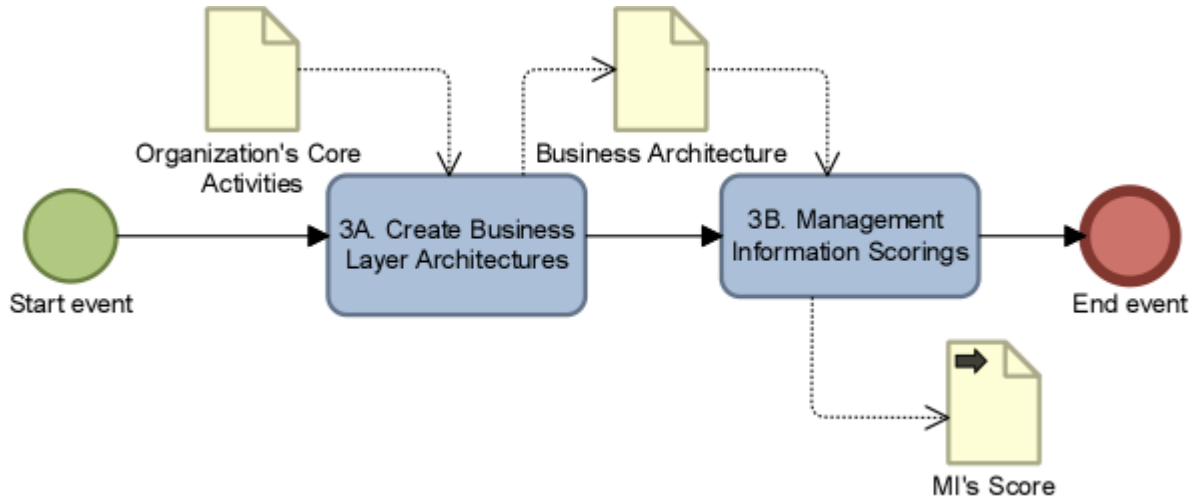 Organization's Core
Activities
Business Architecture
Start event
3A. Create Business
Layer Architectures
3B. Management
Information Scorings
End event
MI's Score